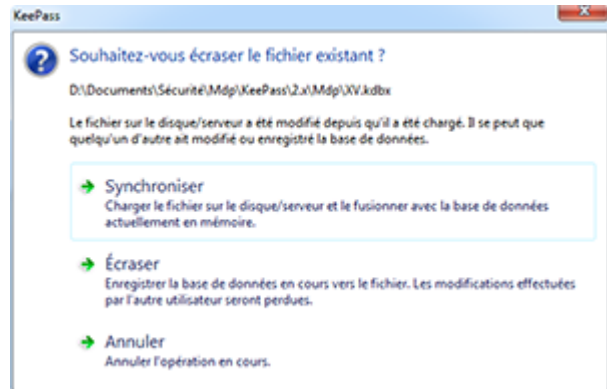 KeePass
Souhaitez-vous écraser le fichier existant ?
D:\Documents\Sécurité\Mdp\KeePass\2.x\Mdp\XV.kdbx
Le fichier sur le disque/serveur a été modifié depuis qu'il a été chargé. Il se peut que
quelqu'un d'autre ait modifié ou enregistré la base de données.
Synchroniser
Charger le fichier sur le disque/serveur et le fusionner avec la base de données
actuellement en mémoire.
Écraser
Enregistrer la base de données en cours vers le fichier. Les modifications effectuées
par l'autre utilisateur seront perdues.
Annuler
Annuler l'opération en cours.